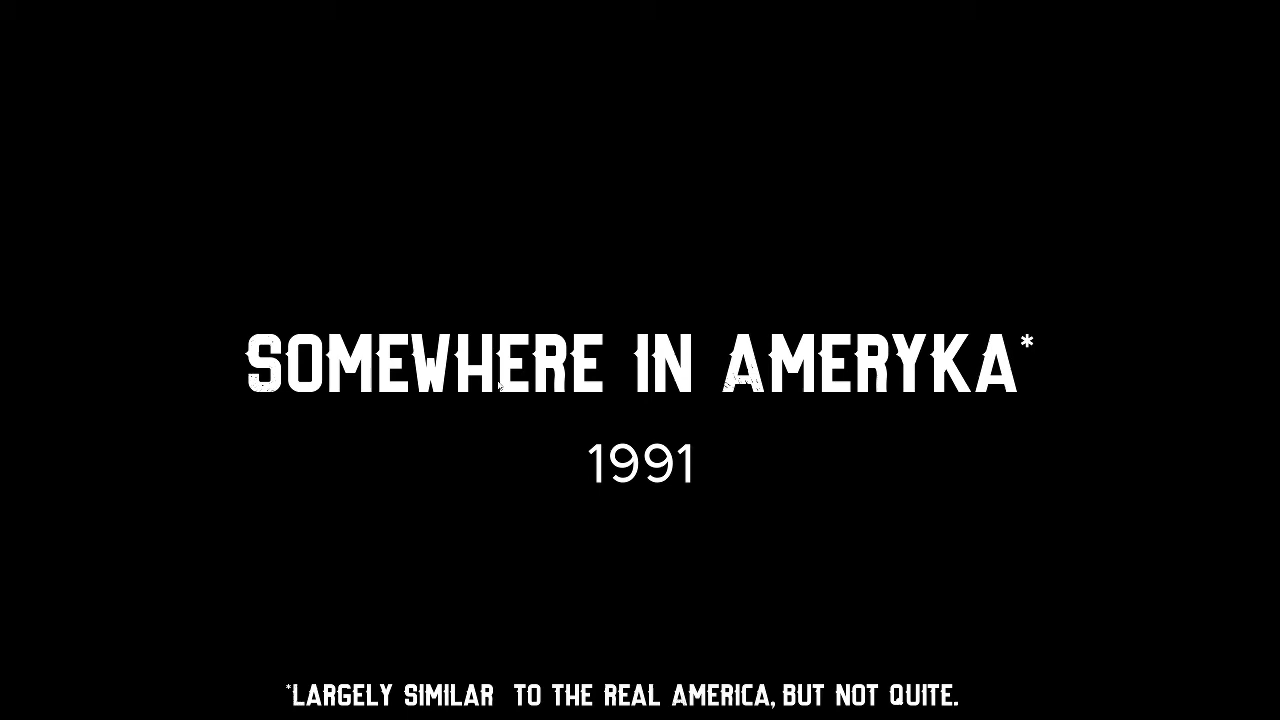 SOMEWHERE IN AMERYKA*
1991
*LARGELY SIMILAR TO THE REAL AMERICA, BUT NOT QUITE.